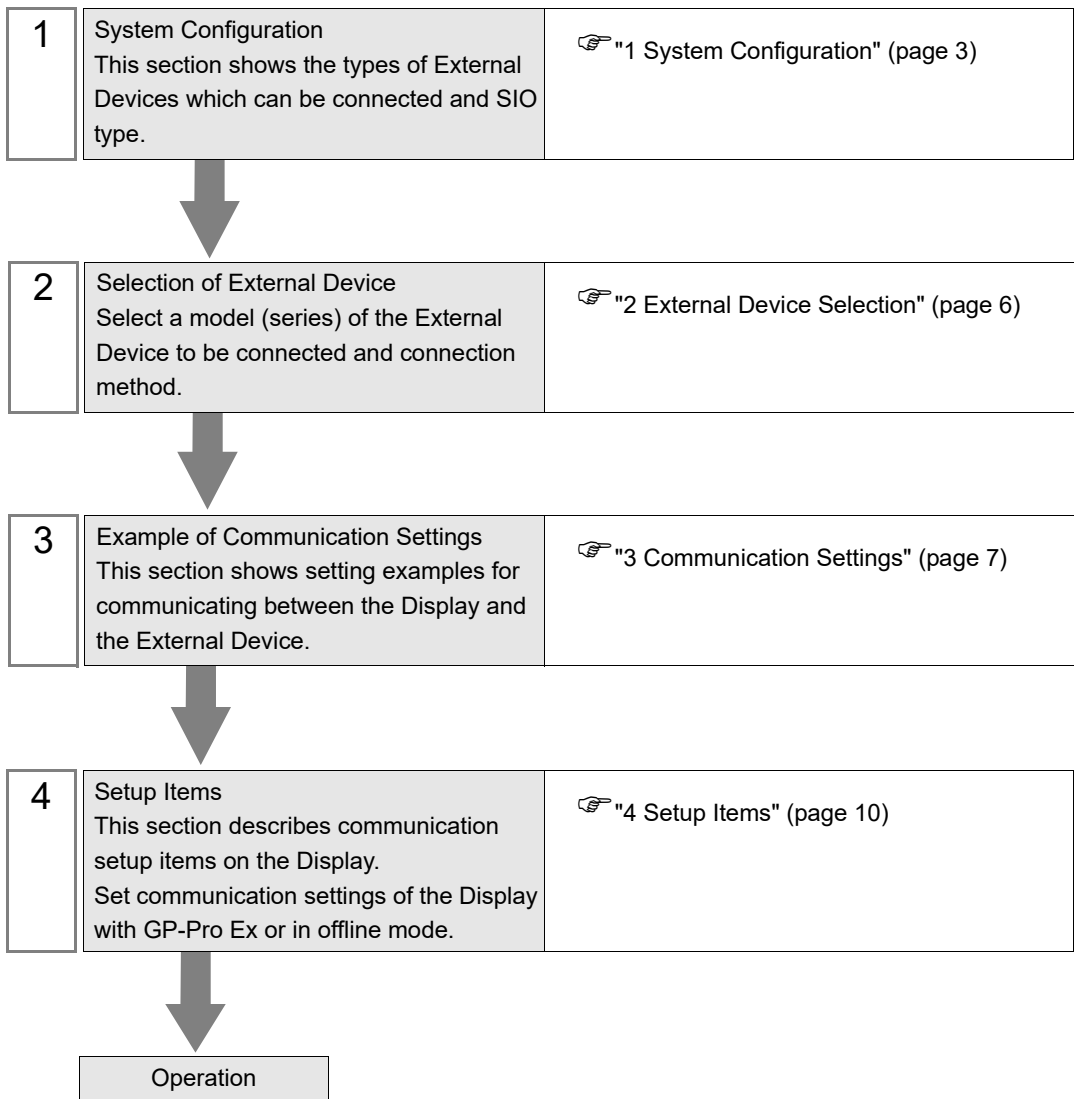 1
System Configuration
This section shows the types of External
Devices which can be connected and SIO
type.
"1 System Configuration" (page 3)
2
Selection of External Device
Select a model (series) of the External
Device to be connected and connection
method.
"2 External Device Selection" (page 6)
3
Example of Communication Settings
This section shows setting examples for
communicating between the Display and
the External Device.
"3 Communication Settings" (page 7)
4
Setup Items
This section describes communication
setup items on the Display.
Set communication settings of the Display
with GP-Pro Ex or in offline mode.
"4 Setup Items" (page 10)
Operation